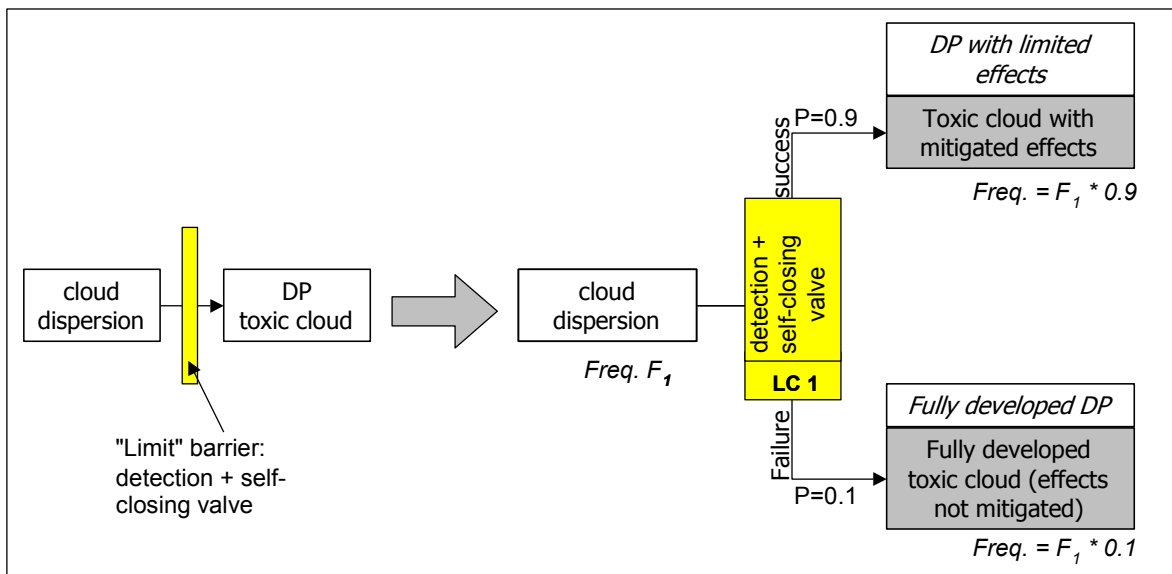 cloud
dispersion
DP
toxic cloud
"Limit" barrier:
detection + self-
closing valve
cloud
dispersion
Freq. F1
detection +
self-closing
valve
LC 1
success
P=0.9
DP with limited
effects
Toxic cloud with
mitigated effects
Freq. = F1 * 0.9
Failure
P=0.1
Fully developed DP
Fully developed
toxic cloud (effects
not mitigated)
Freq. = F1 * 0.1